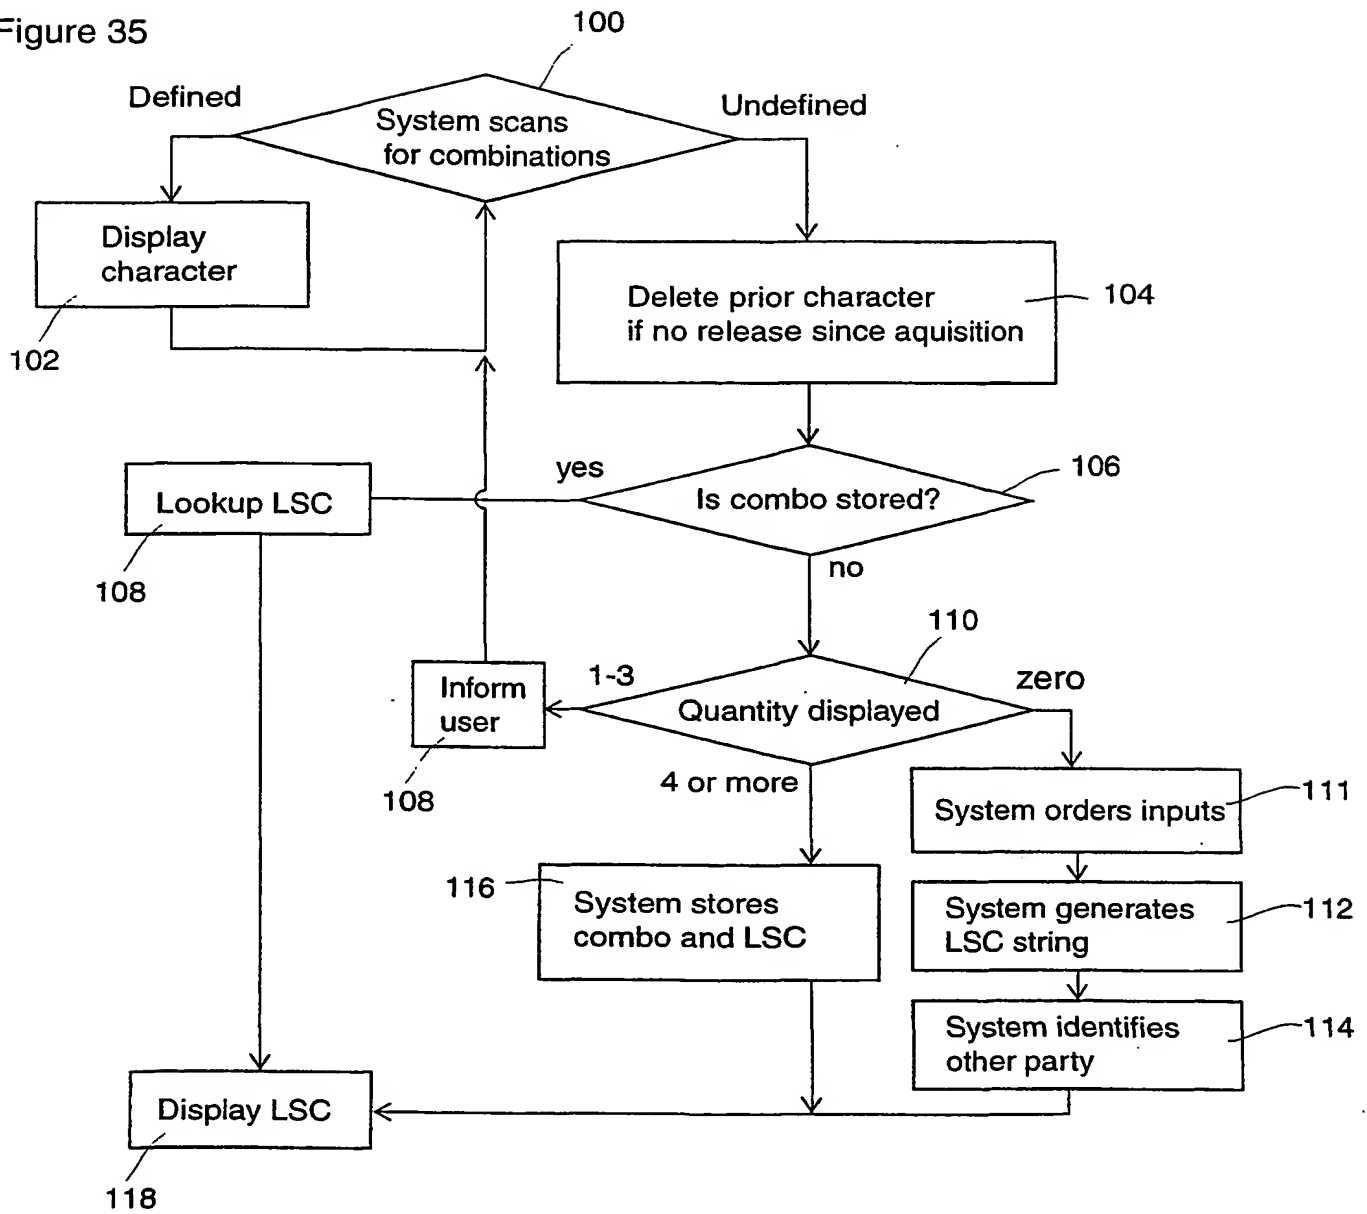 Figure 35
100
Defined
Undefined
System scans
for combinations
Display
character
102
Delete prior character
if no release since aquisition
104
yes
Is combo stored?
106
Lookup LSC
108
no
110
1-3
zero
Inform
user
108
Quantity displayed
4 or more
System orders inputs
111
116
System stores
combo and LSC
System generates
LSC string
112
System identifies
other party
114
Display LSC
118